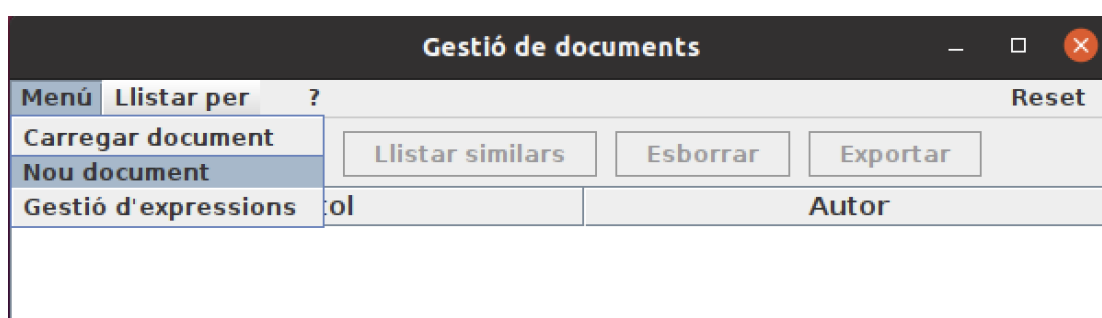 Gestió de documents
Menú Llistar per ? Reset
Carregar document
Llistar similars Esborrar Exportar
Nou document
Gestió d'expressions
Autor